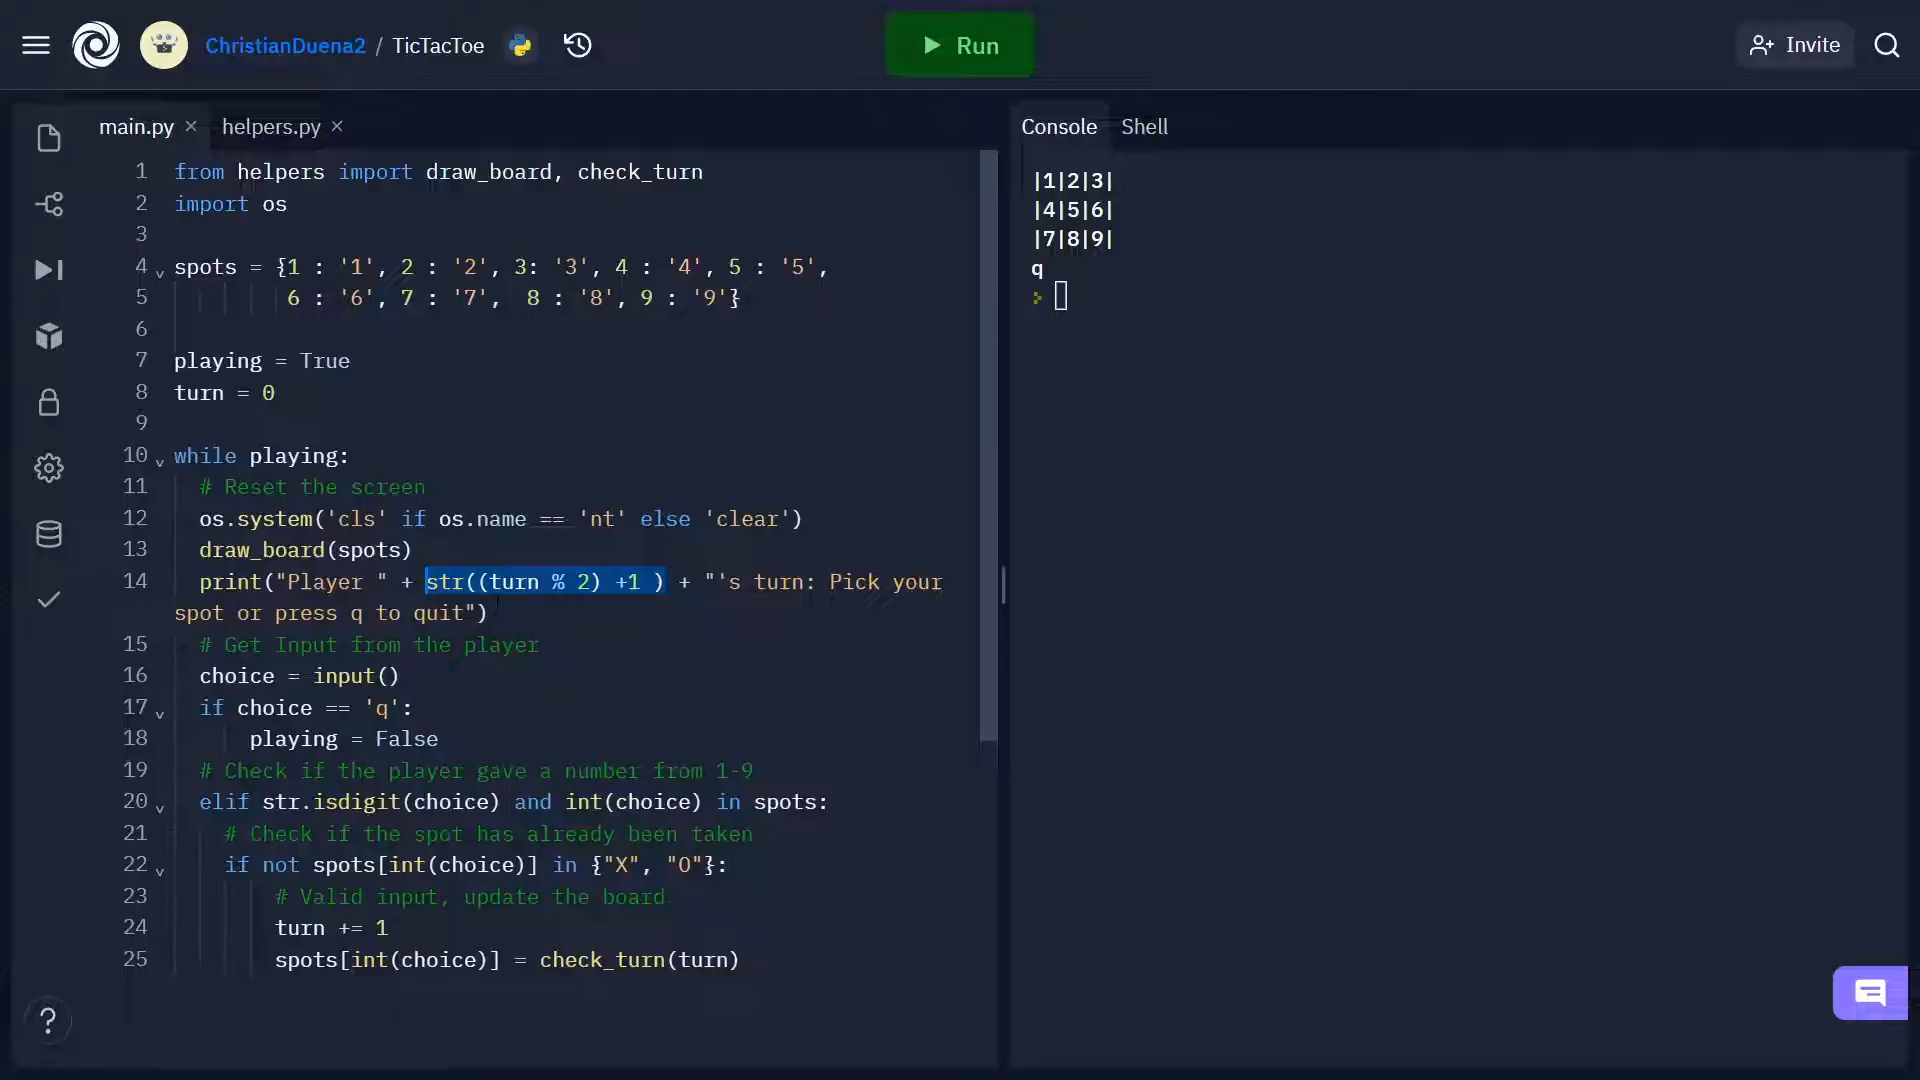 ChristianDuena2 / TicTacToe
Run
Invite
main.py × helpers.py ×
1 from helpers import draw_board, check_turn
2 import os
3
4 spots = {1 : '1', 2 : '2', 3: '3', 4 : '4', 5 : '5',
5 6 : '6', 7 : '7', 8 : '8', 9 : '9'}
6
7 playing = True
8 turn = 0
9
10 while playing:
11 # Reset the screen
12 os.system('cls' if os.name == 'nt' else 'clear')
13 draw_board(spots)
14 print("Player " + str((turn % 2) +1 ) + "'s turn: Pick your
spot or press q to quit")
15 # Get Input from the player
16 choice = input()
17 if choice == 'q':
18 playing = False
19 # Check if the player gave a number from 1-9
20 elif str.isdigit(choice) and int(choice) in spots:
21 # Check if the spot has already been taken
22 if not spots[int(choice)] in {"X", "O"}:
23 # Valid input, update the board
24 turn += 1
25 spots[int(choice)] = check_turn(turn)
Console Shell
|1|2|3|
|4|5|6|
|7|8|9|
q
?